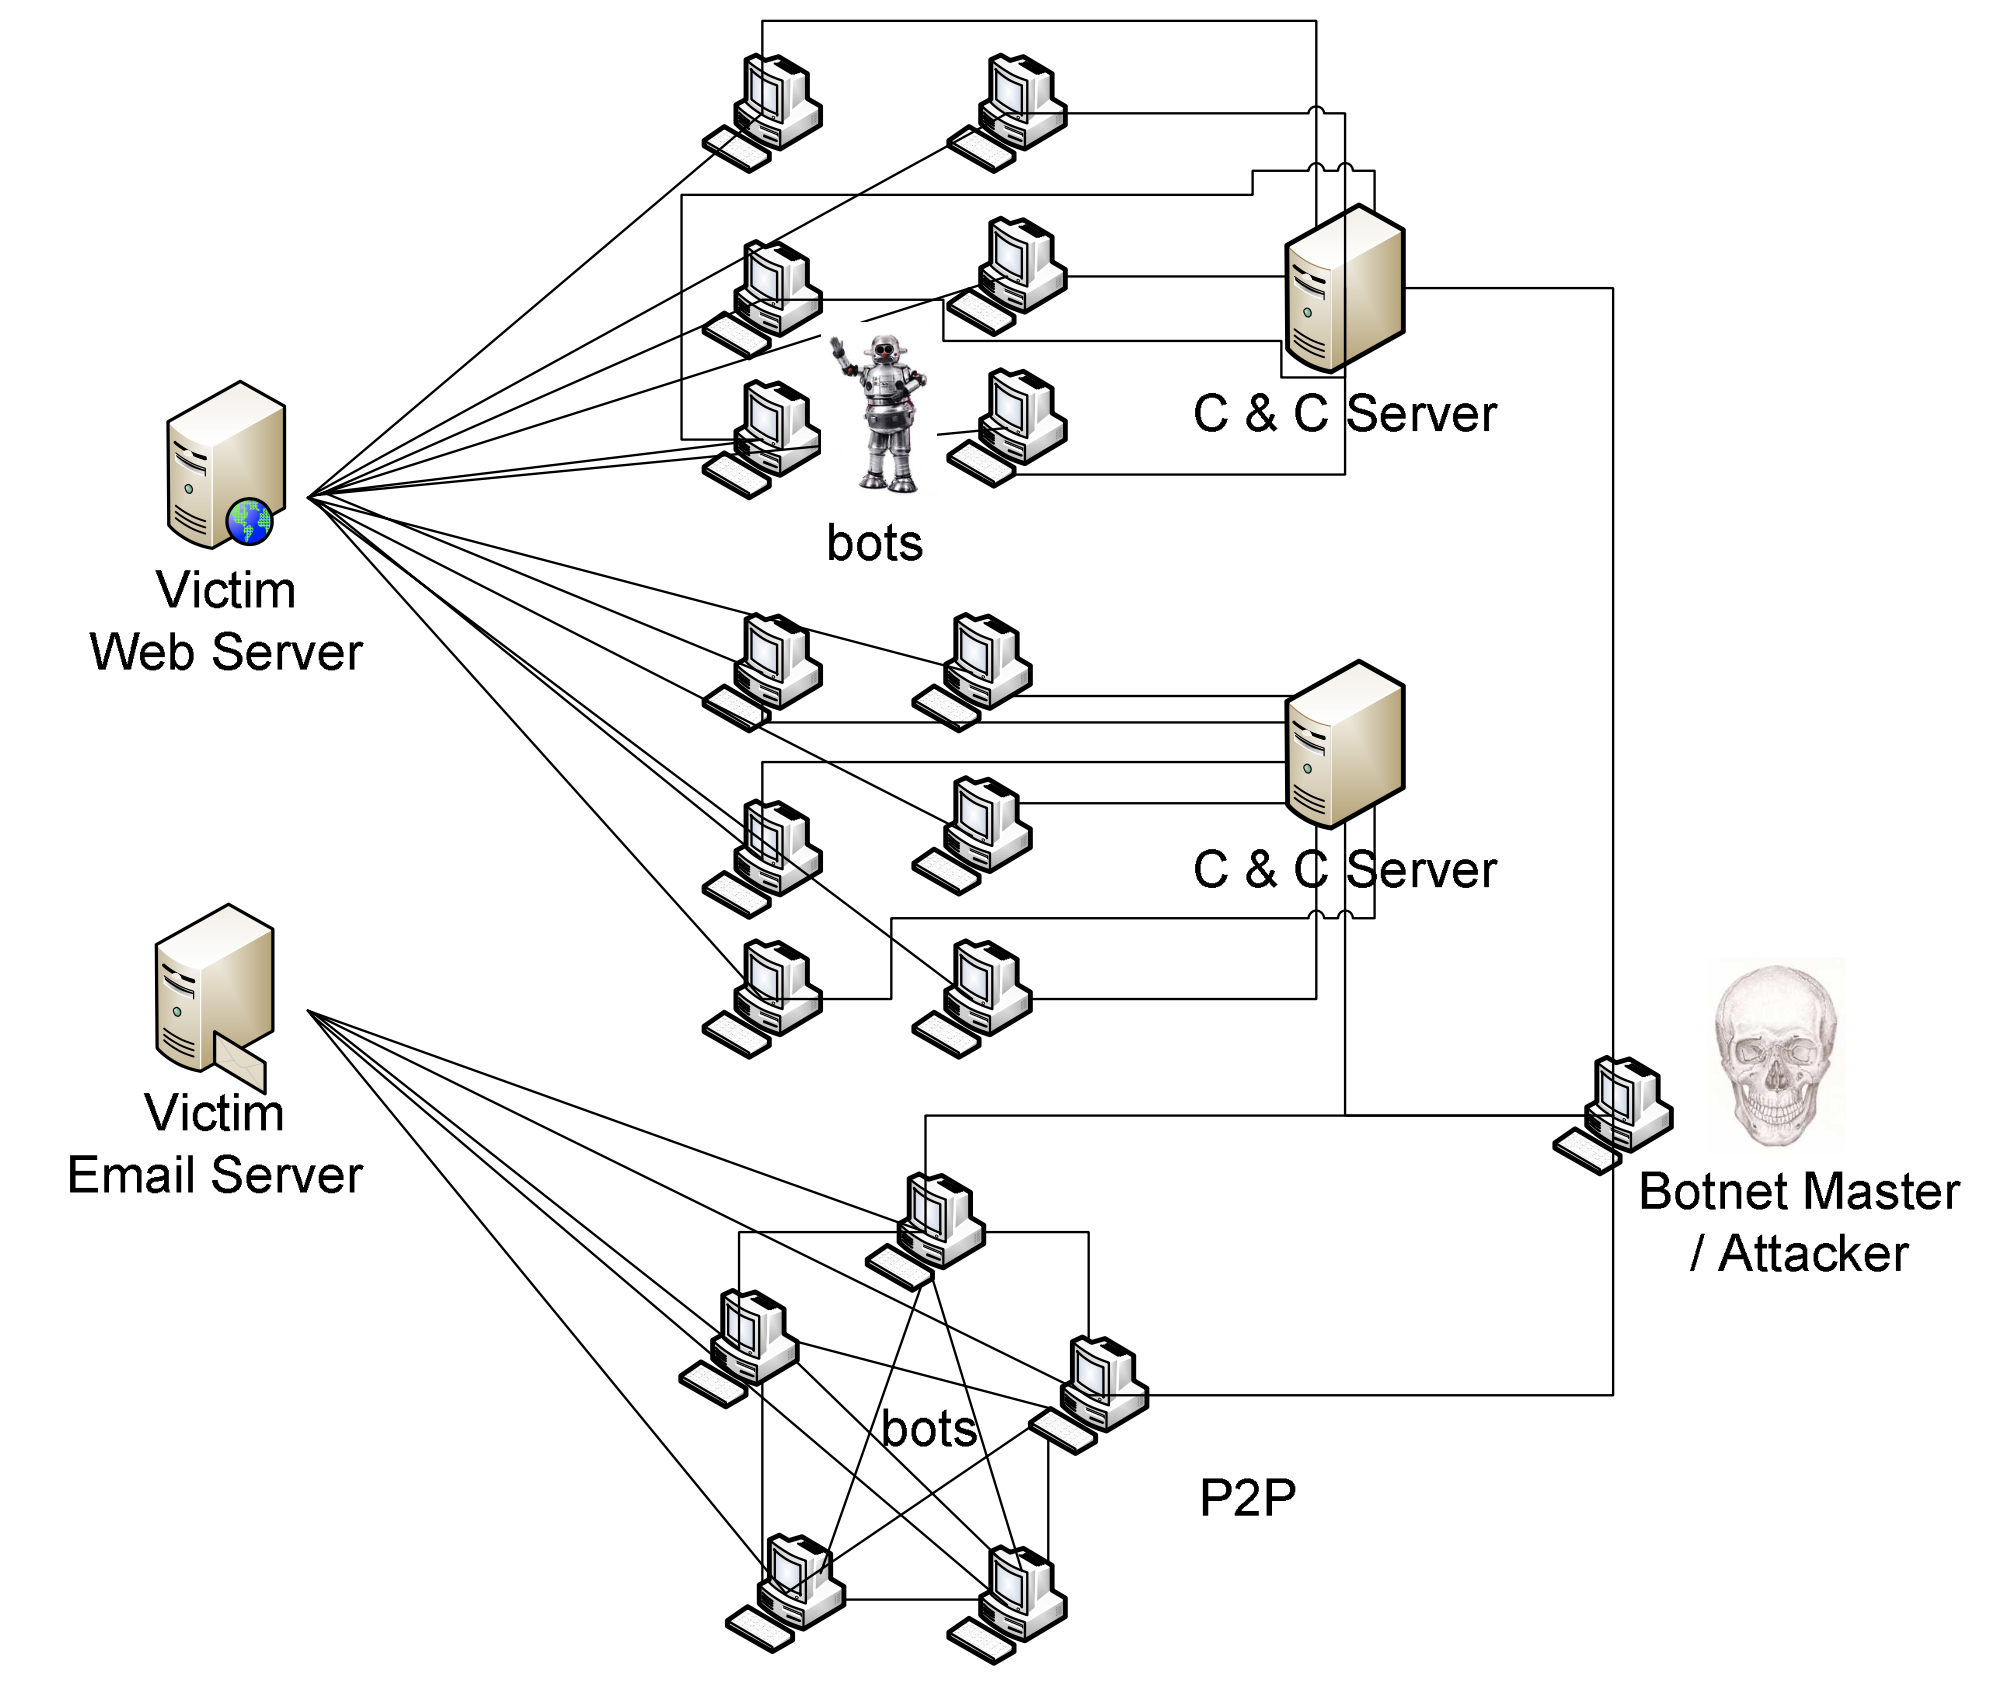 C & C Server
bots
Victim
Web Server
C & C Server
Victim
Email Server
Botnet Master
/ Attacker
bots
P2P